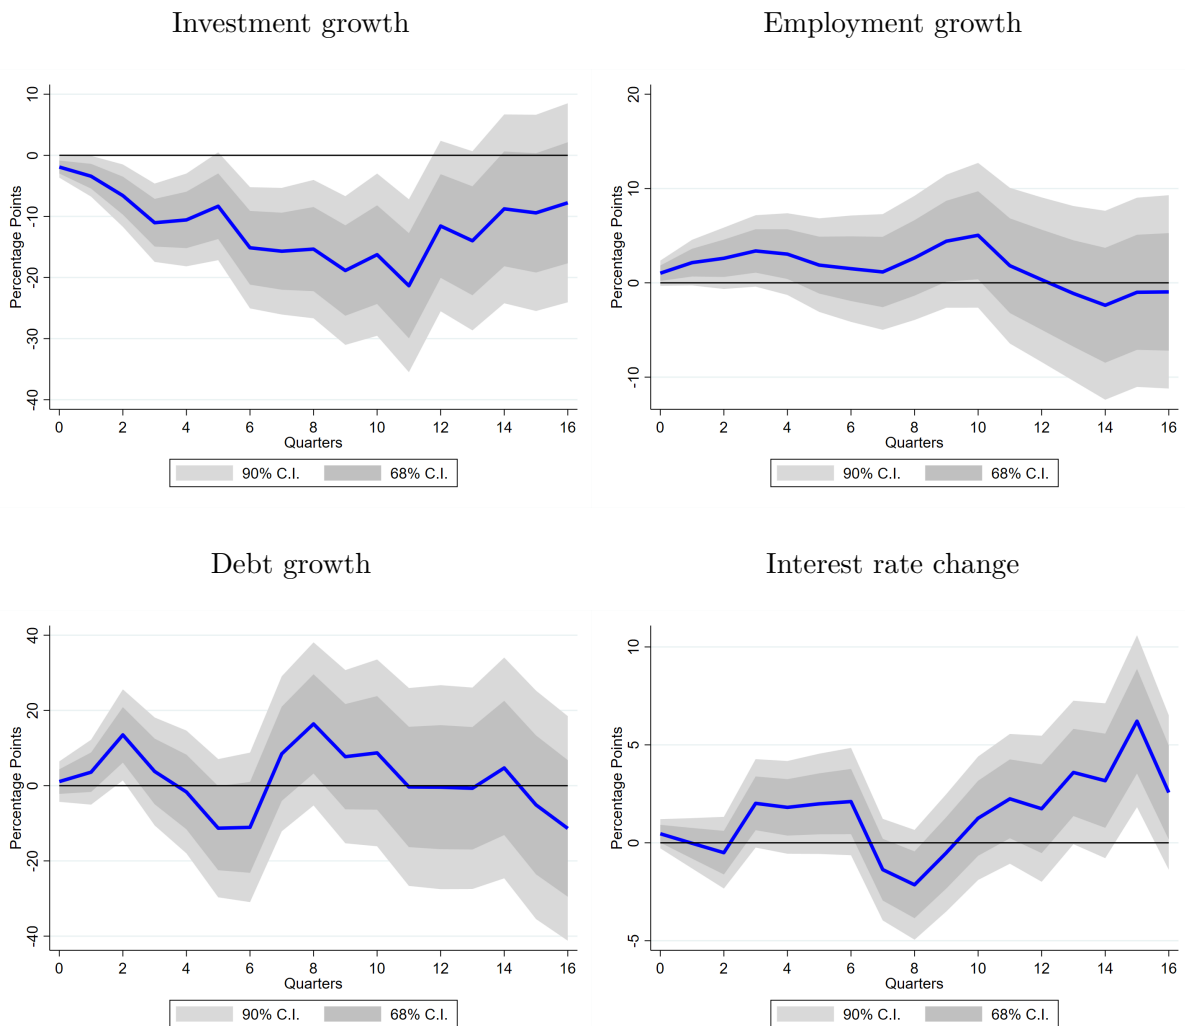 Investment growth
Percentage Points
10
0
-10
-20
-30
-40
0 2 4 6 8 10 12 14 16
Quarters
90% C.I. 68% C.I.
Employment growth
Percentage Points
20
10
0
-10
0 2 4 6 8 10 12 14 16
Quarters
90% C.I. 68% C.I.
Debt growth
Percentage Points
40
20
0
-20
-40
0 2 4 6 8 10 12 14 16
Quarters
90% C.I. 68% C.I.
Interest rate change
Percentage Points
10
5
0
-5
0 2 4 6 8 10 12 14 16
Quarters
90% C.I. 68% C.I.